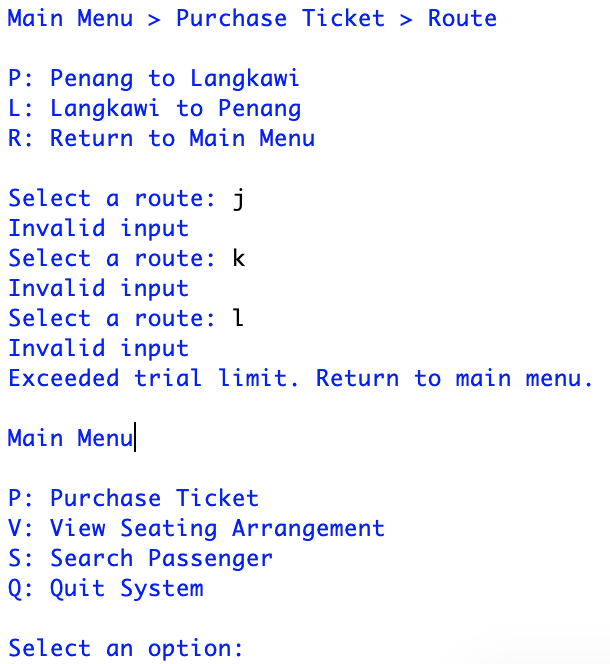 Main Menu > Purchase Ticket > Route
P: Penang to Langkawi
L: Langkawi to Penang
R: Return to Main Menu
Select a route: j
Invalid input
Select a route: k
Invalid input
Select a route: l
Invalid input
Exceeded trial limit. Return to main menu.
Main Menu
P: Purchase Ticket
V: View Seating Arrangement
S: Search Passenger
Q: Quit System
Select an option: